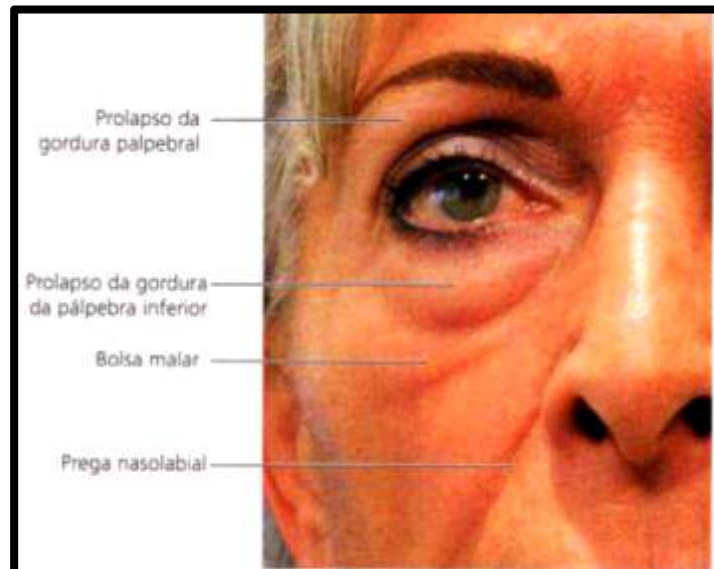 Prolapso da
gordura palpebral
Prolapso da gordura
da pálpebra inferior
Bolsa malar
Prega nasolabial